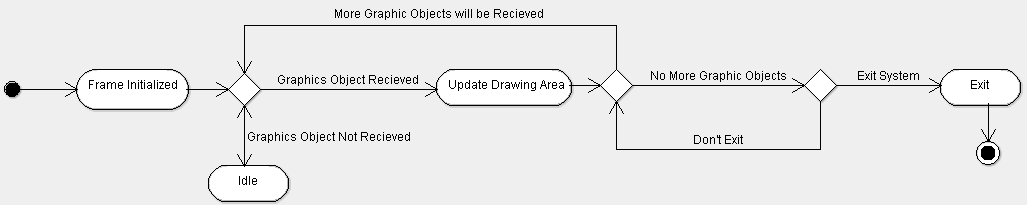 More Graphic Objects will be Recieved
Frame Initialized
Graphics Object Recieved
Update Drawing Area
No More Graphic Objects
Exit System
Exit
Graphics Object Not Recieved
Don't Exit
Idle